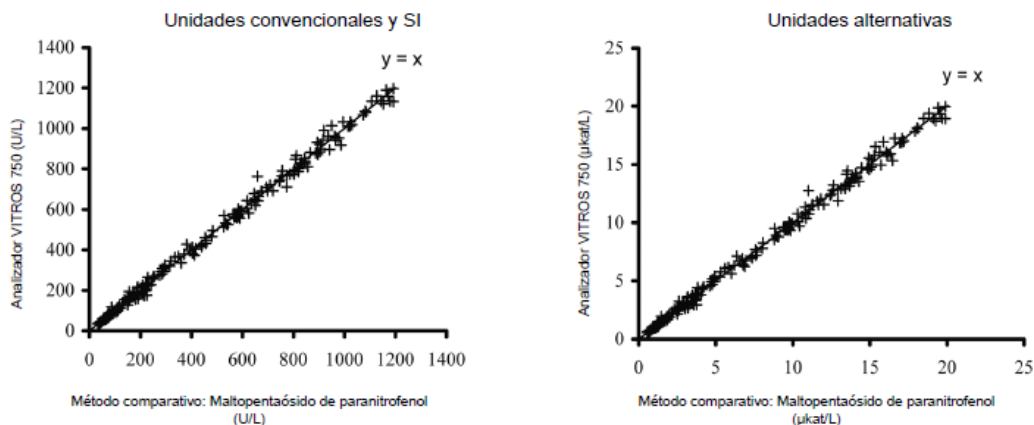 Unidades convencionales y SI
1400
1200
1000
800
600
400
200
0
y = x
Analizador VITROS 750 (U/L)
0 200 400 600 800 1000 1200 1400
Método comparativo: Maltopentaósido de paranitrofenol
(U/L)
Unidades alternativas
25
20
15
10
5
0
y = x
Analizador VITROS 750 (µkat/L)
0 5 10 15 20 25
Método comparativo: Maltopentaósido de paranitrofenol
(µkat/L)